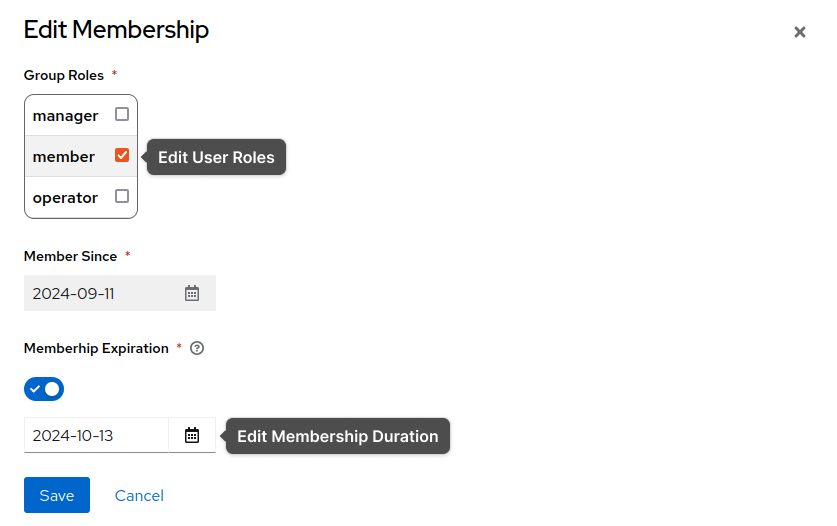 Edit Membership
Group Roles *
manager
member
Edit User Roles
operator
Member Since *
2024-09-11
Memberhip Expiration *
2024-10-13
Edit Membership Duration
Save
Cancel